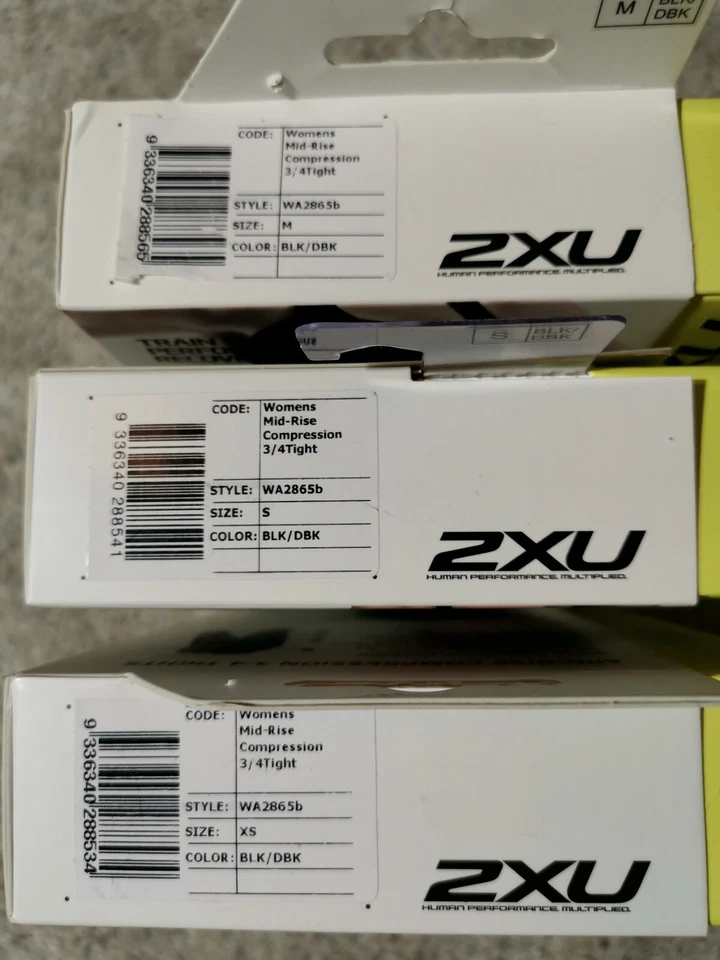 M
BLK/
DBK
9 336340 288565
CODE: Womens
Mid-Rise
Compression
3/4Tight
STYLE: WA2865b
SIZE: M
COLOR: BLK/DBK
2XU
HUMAN PERFORMANCE. MULTIPLIED.
TRAIN
PERFO
RECOV
S
BLK/
DBK
9 336340 288541
CODE: Womens
Mid-Rise
Compression
3/4Tight
STYLE: WA2865b
SIZE: S
COLOR: BLK/DBK
2XU
HUMAN PERFORMANCE. MULTIPLIED.
9 336340 288534
CODE: Womens
Mid-Rise
Compression
3/4Tight
STYLE: WA2865b
SIZE: XS
COLOR: BLK/DBK
2XU
HUMAN PERFORMANCE. MULTIPLIED.